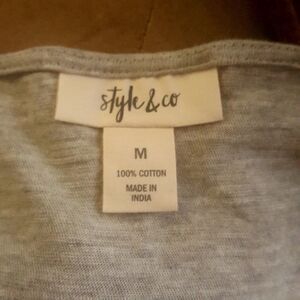 style & co
M
100% COTTON
MADE IN
INDIA